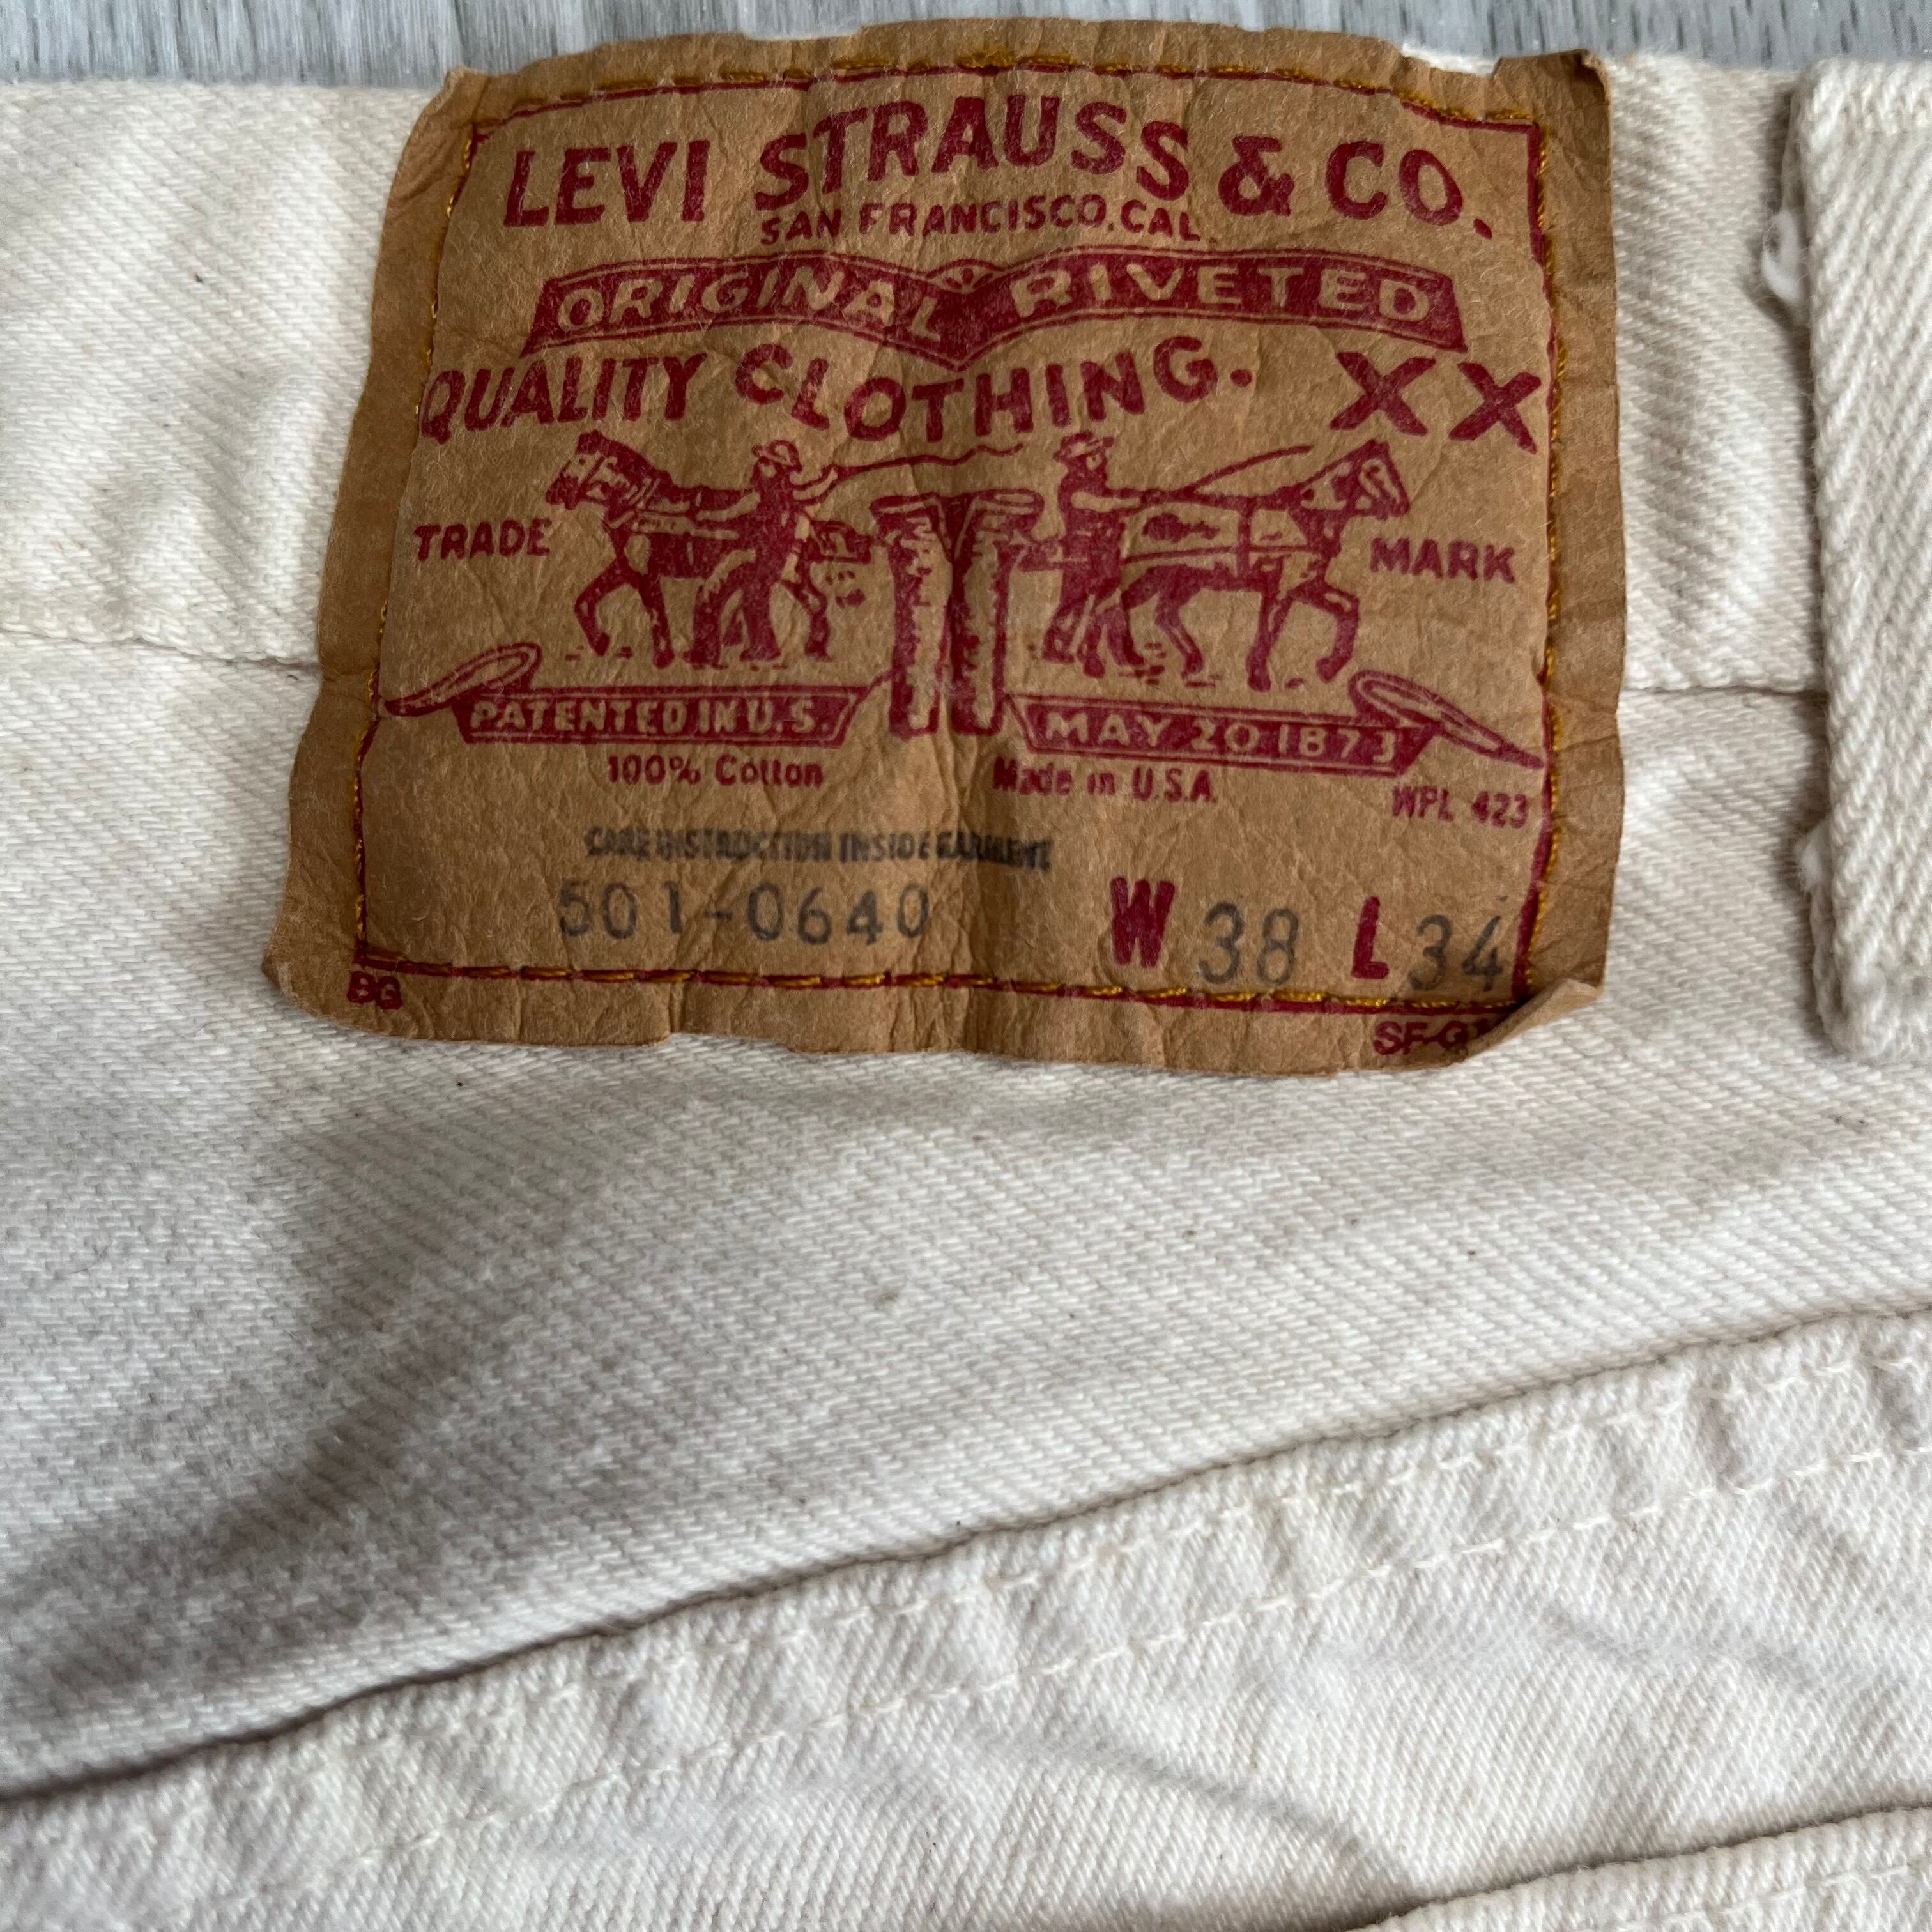 LEVI STRAUSS & CO.
SAN FRANCISCO, CAL.
ORIGINAL RIVETED
QUALITY CLOTHING. XX
TRADE MARK
PATENTED IN U.S. MAY 20 1873
100% Cotton Made in U.S.A. WPL 423
CARE INSTRUCTION INSIDE GARMENT
501-0640 W 38 L 34
BG